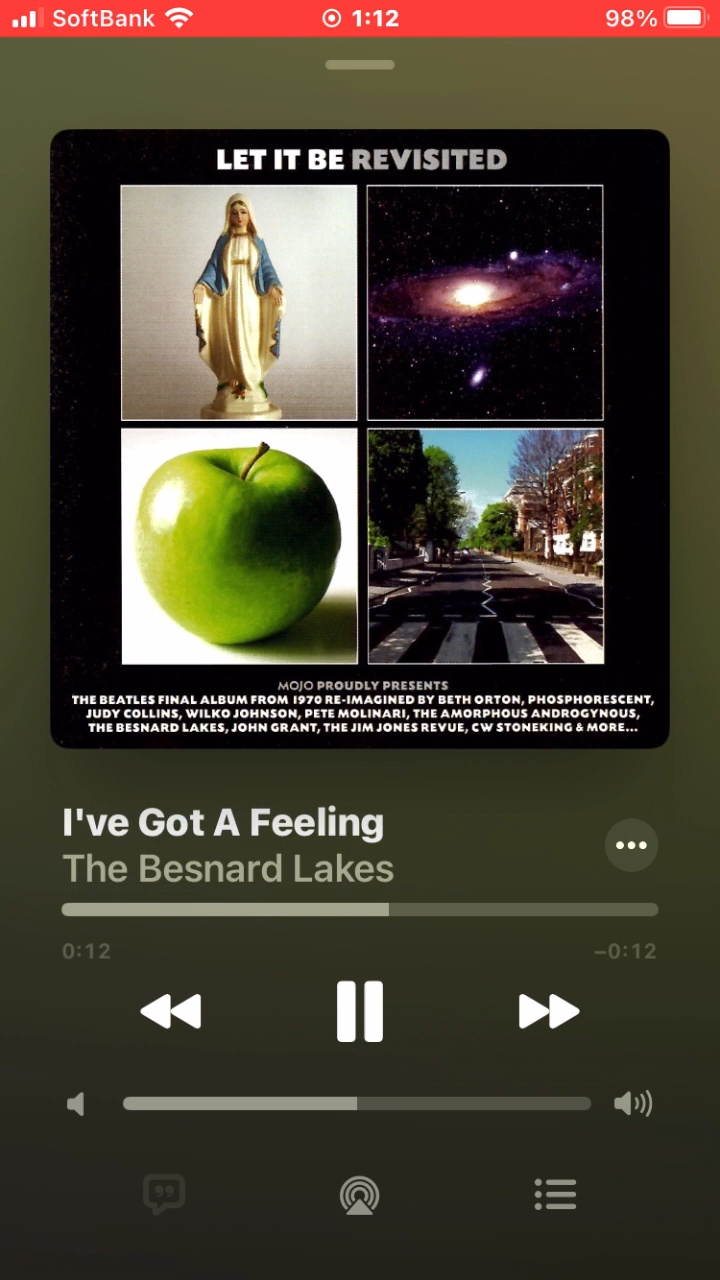 SoftBank 1:12 98%
LET IT BE REVISITED
MOJO PROUDLY PRESENTS
THE BEATLES FINAL ALBUM FROM 1970 RE-IMAGINED BY BETH ORTON, PHOSPHORESCENT,
JUDY COLLINS, WILKO JOHNSON, PETE MOLINARI, THE AMORPHOUS ANDROGYNOUS,
THE BESNARD LAKES, JOHN GRANT, THE JIM JONES REVUE, CW STONEKING & MORE...
I've Got A Feeling
The Besnard Lakes
0:12 −0:12